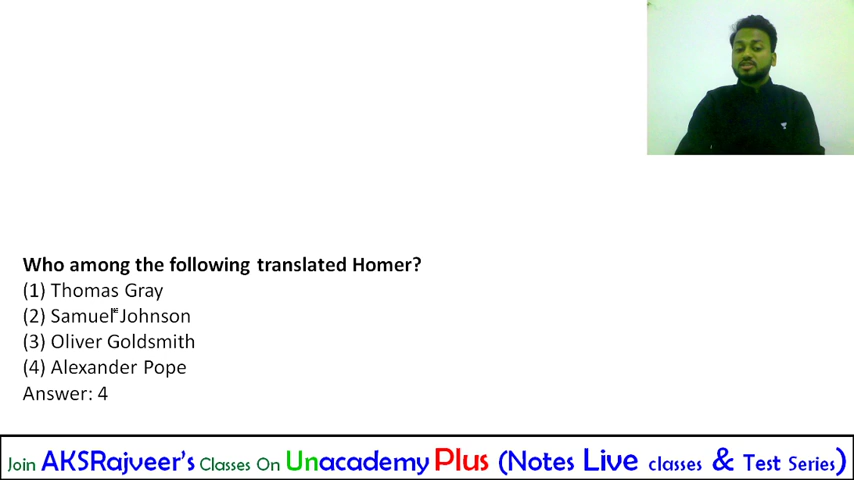 Who among the following translated Homer?
(1) Thomas Gray
(2) Samuel Johnson
(3) Oliver Goldsmith
(4) Alexander Pope
Answer: 4
Join AKSRajveer's Classes On Unacademy Plus (Notes Live classes & Test Series)